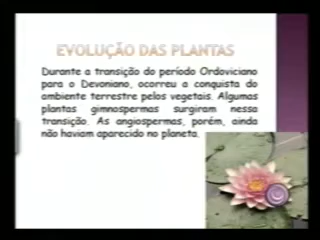 EVOLUÇÃO DAS PLANTAS
Durante a transição do período Ordoviciano
para o Devoniano, ocorreu a conquista do
ambiente terrestre pelos vegetais. Algumas
plantas gimnospermas surgiram nessa
transição. As angiospermas, porém, ainda
não haviam aparecido no planeta.